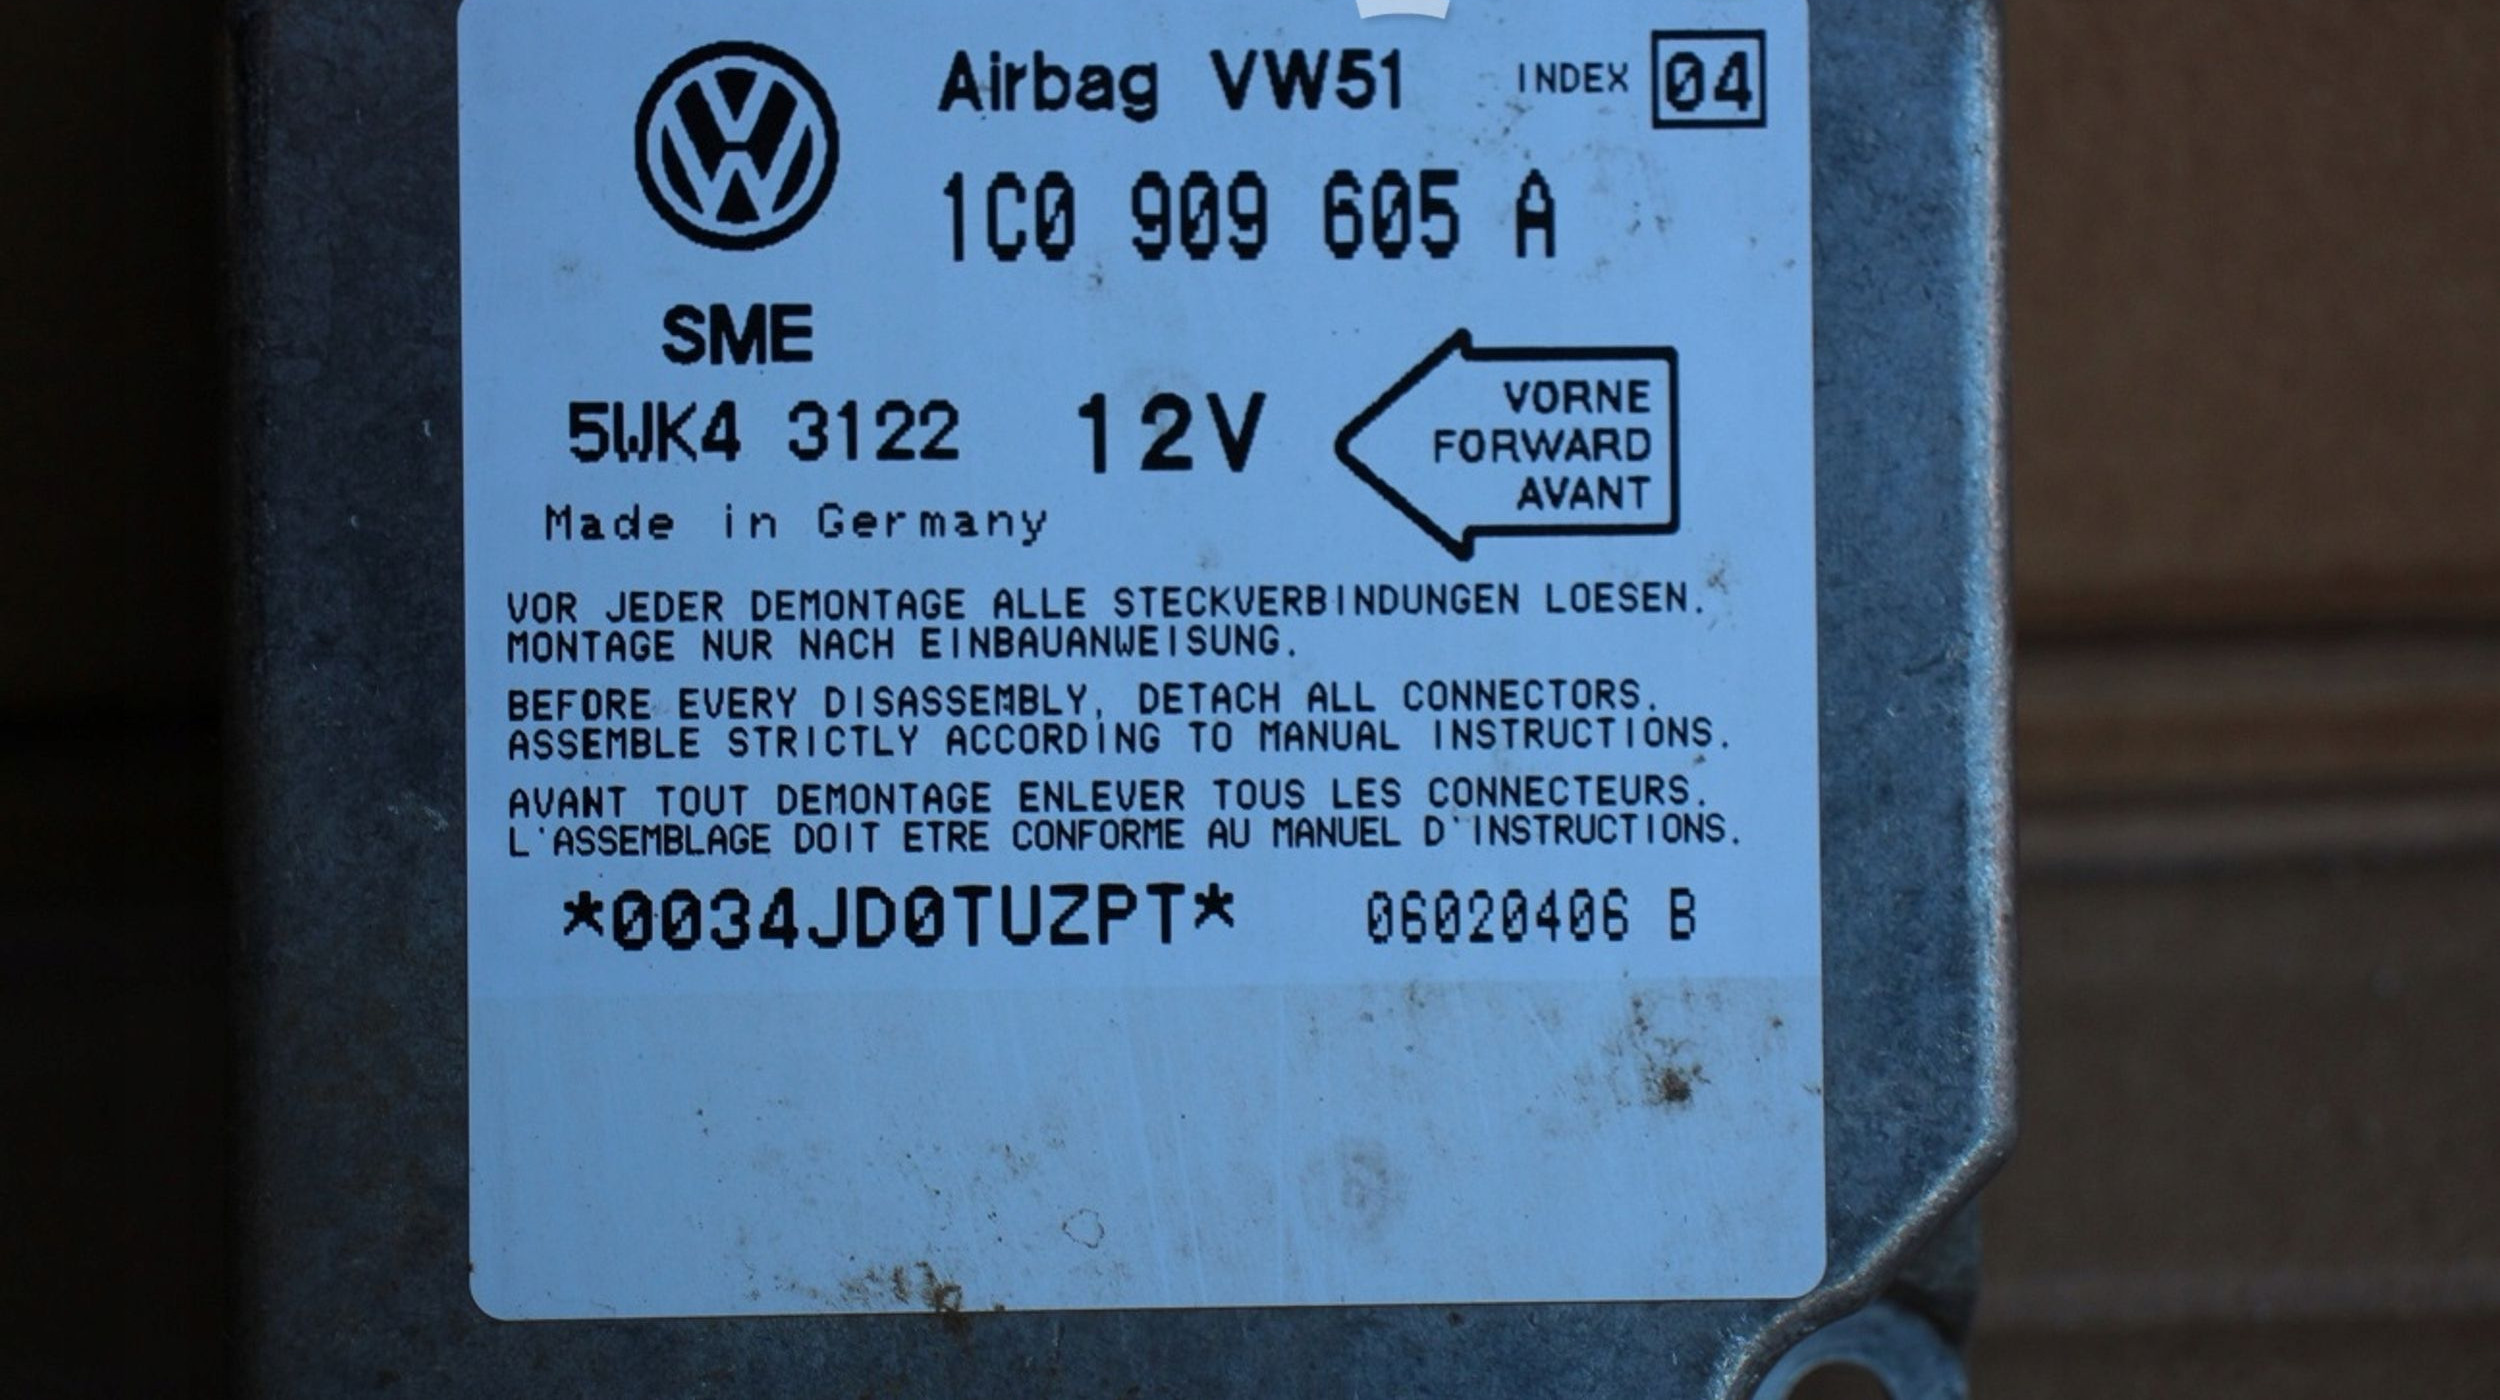 Airbag VW51 INDEX 04
1C0 909 605 A
SME
5WK4 3122 12V
Made in Germany
VORNE
FORWARD
AVANT
VOR JEDER DEMONTAGE ALLE STECKVERBINDUNGEN LOESEN.
MONTAGE NUR NACH EINBAUANWEISUNG.
BEFORE EVERY DISASSEMBLY, DETACH ALL CONNECTORS.
ASSEMBLE STRICTLY ACCORDING TO MANUAL INSTRUCTIONS.
AVANT TOUT DEMONTAGE ENLEVER TOUS LES CONNECTEURS.
L'ASSEMBLAGE DOIT ETRE CONFORME AU MANUEL D'INSTRUCTIONS.
*0034JD0TUZPT* 06020406 B